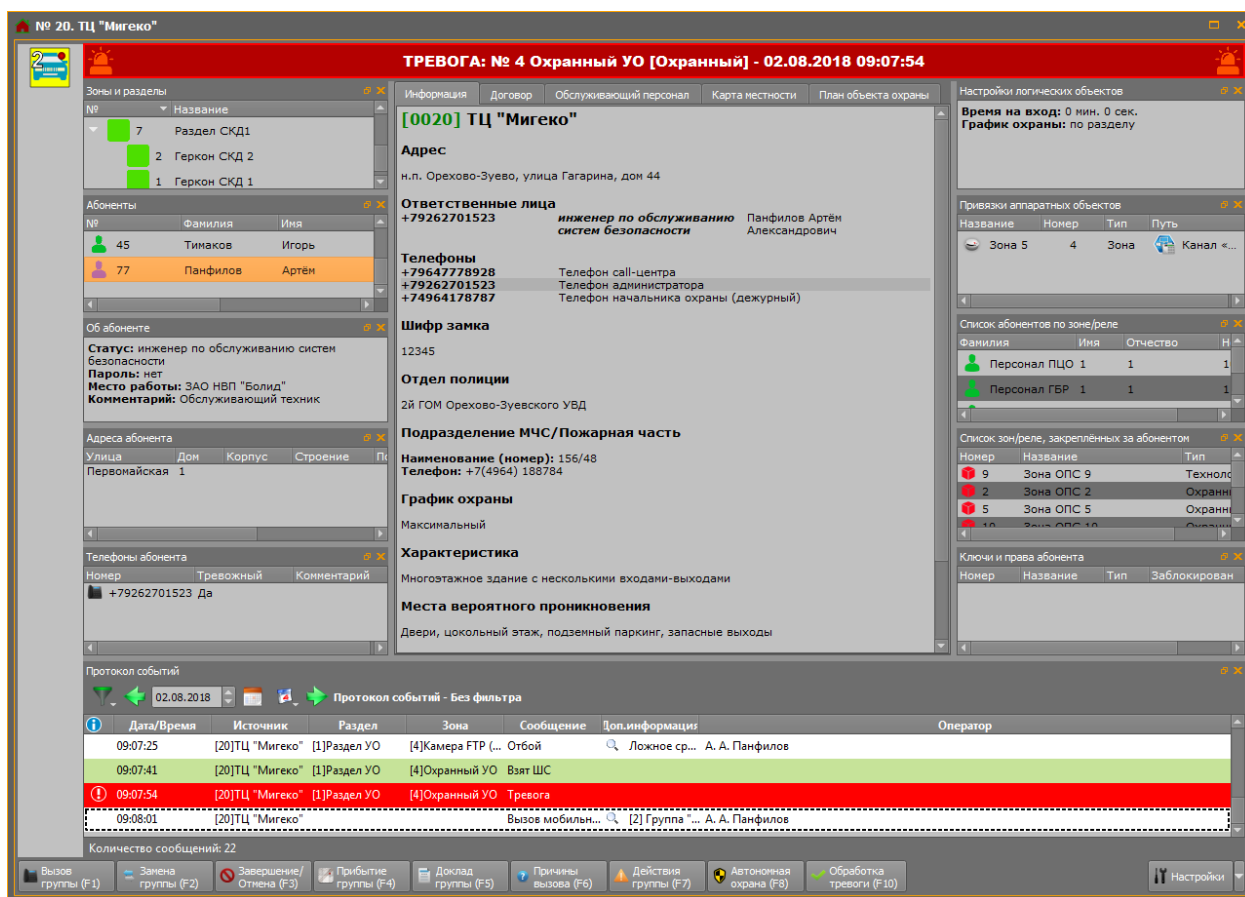 № 20. ТЦ "Мигеко"
2
ТРЕВОГА: № 4 Охранный УО [Охранный] - 02.08.2018 09:07:54
Зоны и разделы
№ Название
7 Раздел СКД1
2 Геркон СКД 2
1 Геркон СКД 1
Абоненты
№ Фамилия Имя
45 Тимаков Игорь
77 Панфилов Артём
Об абоненте
Статус: инженер по обслуживанию систем
безопасности
Пароль: нет
Место работы: ЗАО НВП "Болид"
Комментарий: Обслуживающий техник
Адреса абонента
Улица Дом Корпус Строение По
Первомайская 1
Телефоны абонента
Номер Тревожный Комментарий
+79262701523 Да
Информация Договор Обслуживающий персонал Карта местности План объекта охраны
[0020] ТЦ "Мигеко"
Адрес
н.п. Орехово-Зуево, улица Гагарина, дом 44
Ответственные лица
+79262701523 инженер по обслуживанию Панфилов Артём
систем безопасности Александрович
Телефоны
+79647778928 Телефон call-центра
+79262701523 Телефон администратора
+74964178787 Телефон начальника охраны (дежурный)
Шифр замка
12345
Отдел полиции
2й ГОМ Орехово-Зуевского УВД
Подразделение МЧС/Пожарная часть
Наименование (номер): 156/48
Телефон: +7(4964) 188784
График охраны
Максимальный
Характеристика
Многоэтажное здание с несколькими входами-выходами
Места вероятного проникновения
Двери, цокольный этаж, подземный паркинг, запасные выходы
Настройки логических объектов
Время на вход: 0 мин. 0 сек.
График охраны: по разделу
Привязки аппаратных объектов
Название Номер Тип Путь
Зона 5 4 Зона Канал «...
Список абонентов по зоне/реле
Фамилия Имя Отчество Н
Персонал ПЦО 1 1 1
Персонал ГБР 1 1 1
Список зон/реле, закреплённых за абонентом
Номер Название Тип
9 Зона ОПС 9 Техноло
2 Зона ОПС 2 Охранн
5 Зона ОПС 5 Охранн
10 Зона ОПС 10 Охранн
Ключи и права абонента
Номер Название Тип Заблокирован
Протокол событий
02.08.2018 Протокол событий - Без фильтра
Дата/Время Источник Раздел Зона Сообщение Доп.информация Оператор
09:07:25 [20]ТЦ "Мигеко" [1]Раздел УО [4]Камера FTP (... Отбой Ложное ср... А. А. Панфилов
09:07:41 [20]ТЦ "Мигеко" [1]Раздел УО [4]Охранный УО Взят ШС
09:07:54 [20]ТЦ "Мигеко" [1]Раздел УО [4]Охранный УО Тревога
09:08:01 [20]ТЦ "Мигеко" Вызов мобильн... [2] Группа "... А. А. Панфилов
Количество сообщений: 22
Вызов Замена Завершение/ Прибытие Доклад Причины Действия Автономная Обработка
группы (F1) группы (F2) Отмена (F3) группы (F4) группы (F5) вызова (F6) группы (F7) охрана (F8) тревоги (F10) Настройки